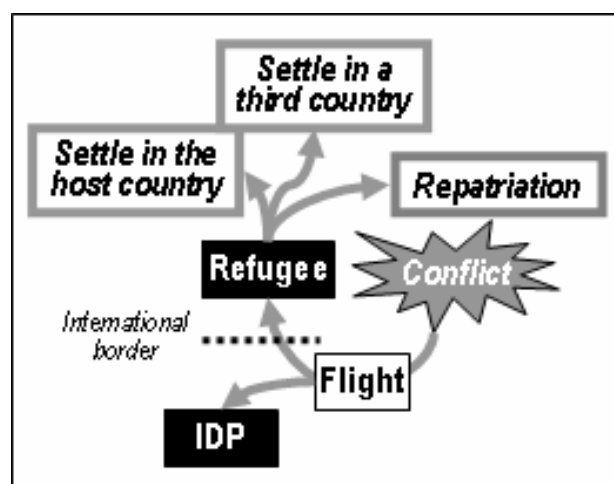 Settle in a
third country
Settle in the
host country
Repatriation
Refugee
Conflict
International
border
Flight
IDP